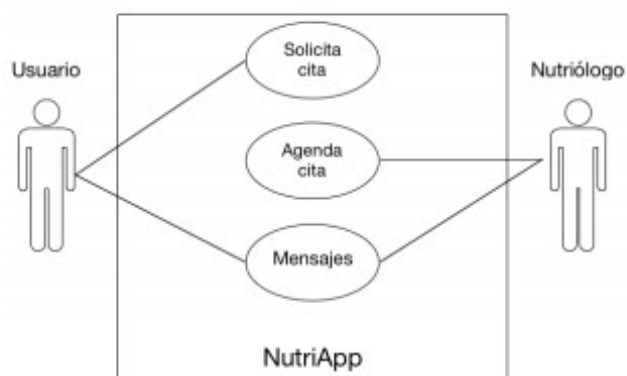 Solicita
cita
Usuario
Nutriólogo
Agenda
cita
Mensajes
NutriApp